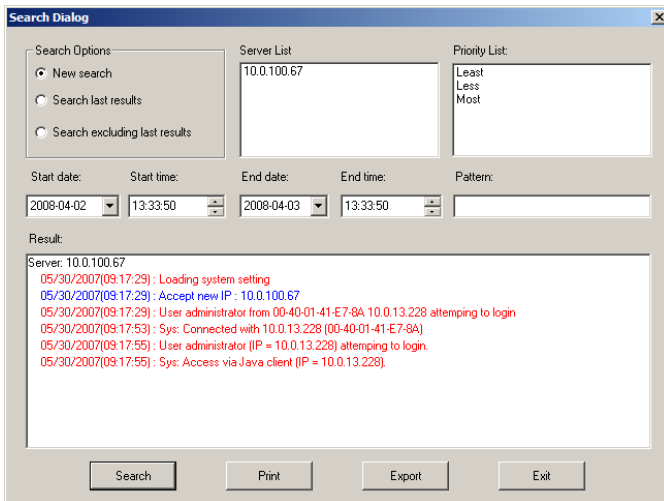 Search Dialog
Search Options
New search
Search last results
Search excluding last results
Server List
10.0.100.67
Priority List:
Least
Less
Most
Start date:
Start time:
End date:
End time:
Pattern:
2008-04-02
13:33:50
2008-04-03
13:33:50
Result:
Server: 10.0.100.67
05/30/2007(09:17:29) : Loading system setting
05/30/2007(09:17:29) : Accept new IP : 10.0.100.67
05/30/2007(09:17:29) : User administrator from 00-40-01-41-E7-8A 10.0.13.228 attemping to login
05/30/2007(09:17:53) : Sys: Connected with 10.0.13.228 (00-40-01-41-E7-8A)
05/30/2007(09:17:55) : User administrator (IP = 10.0.13.228) attemping to login.
05/30/2007(09:17:55) : Sys: Access via Java client (IP = 10.0.13.228).
Search
Print
Export
Exit